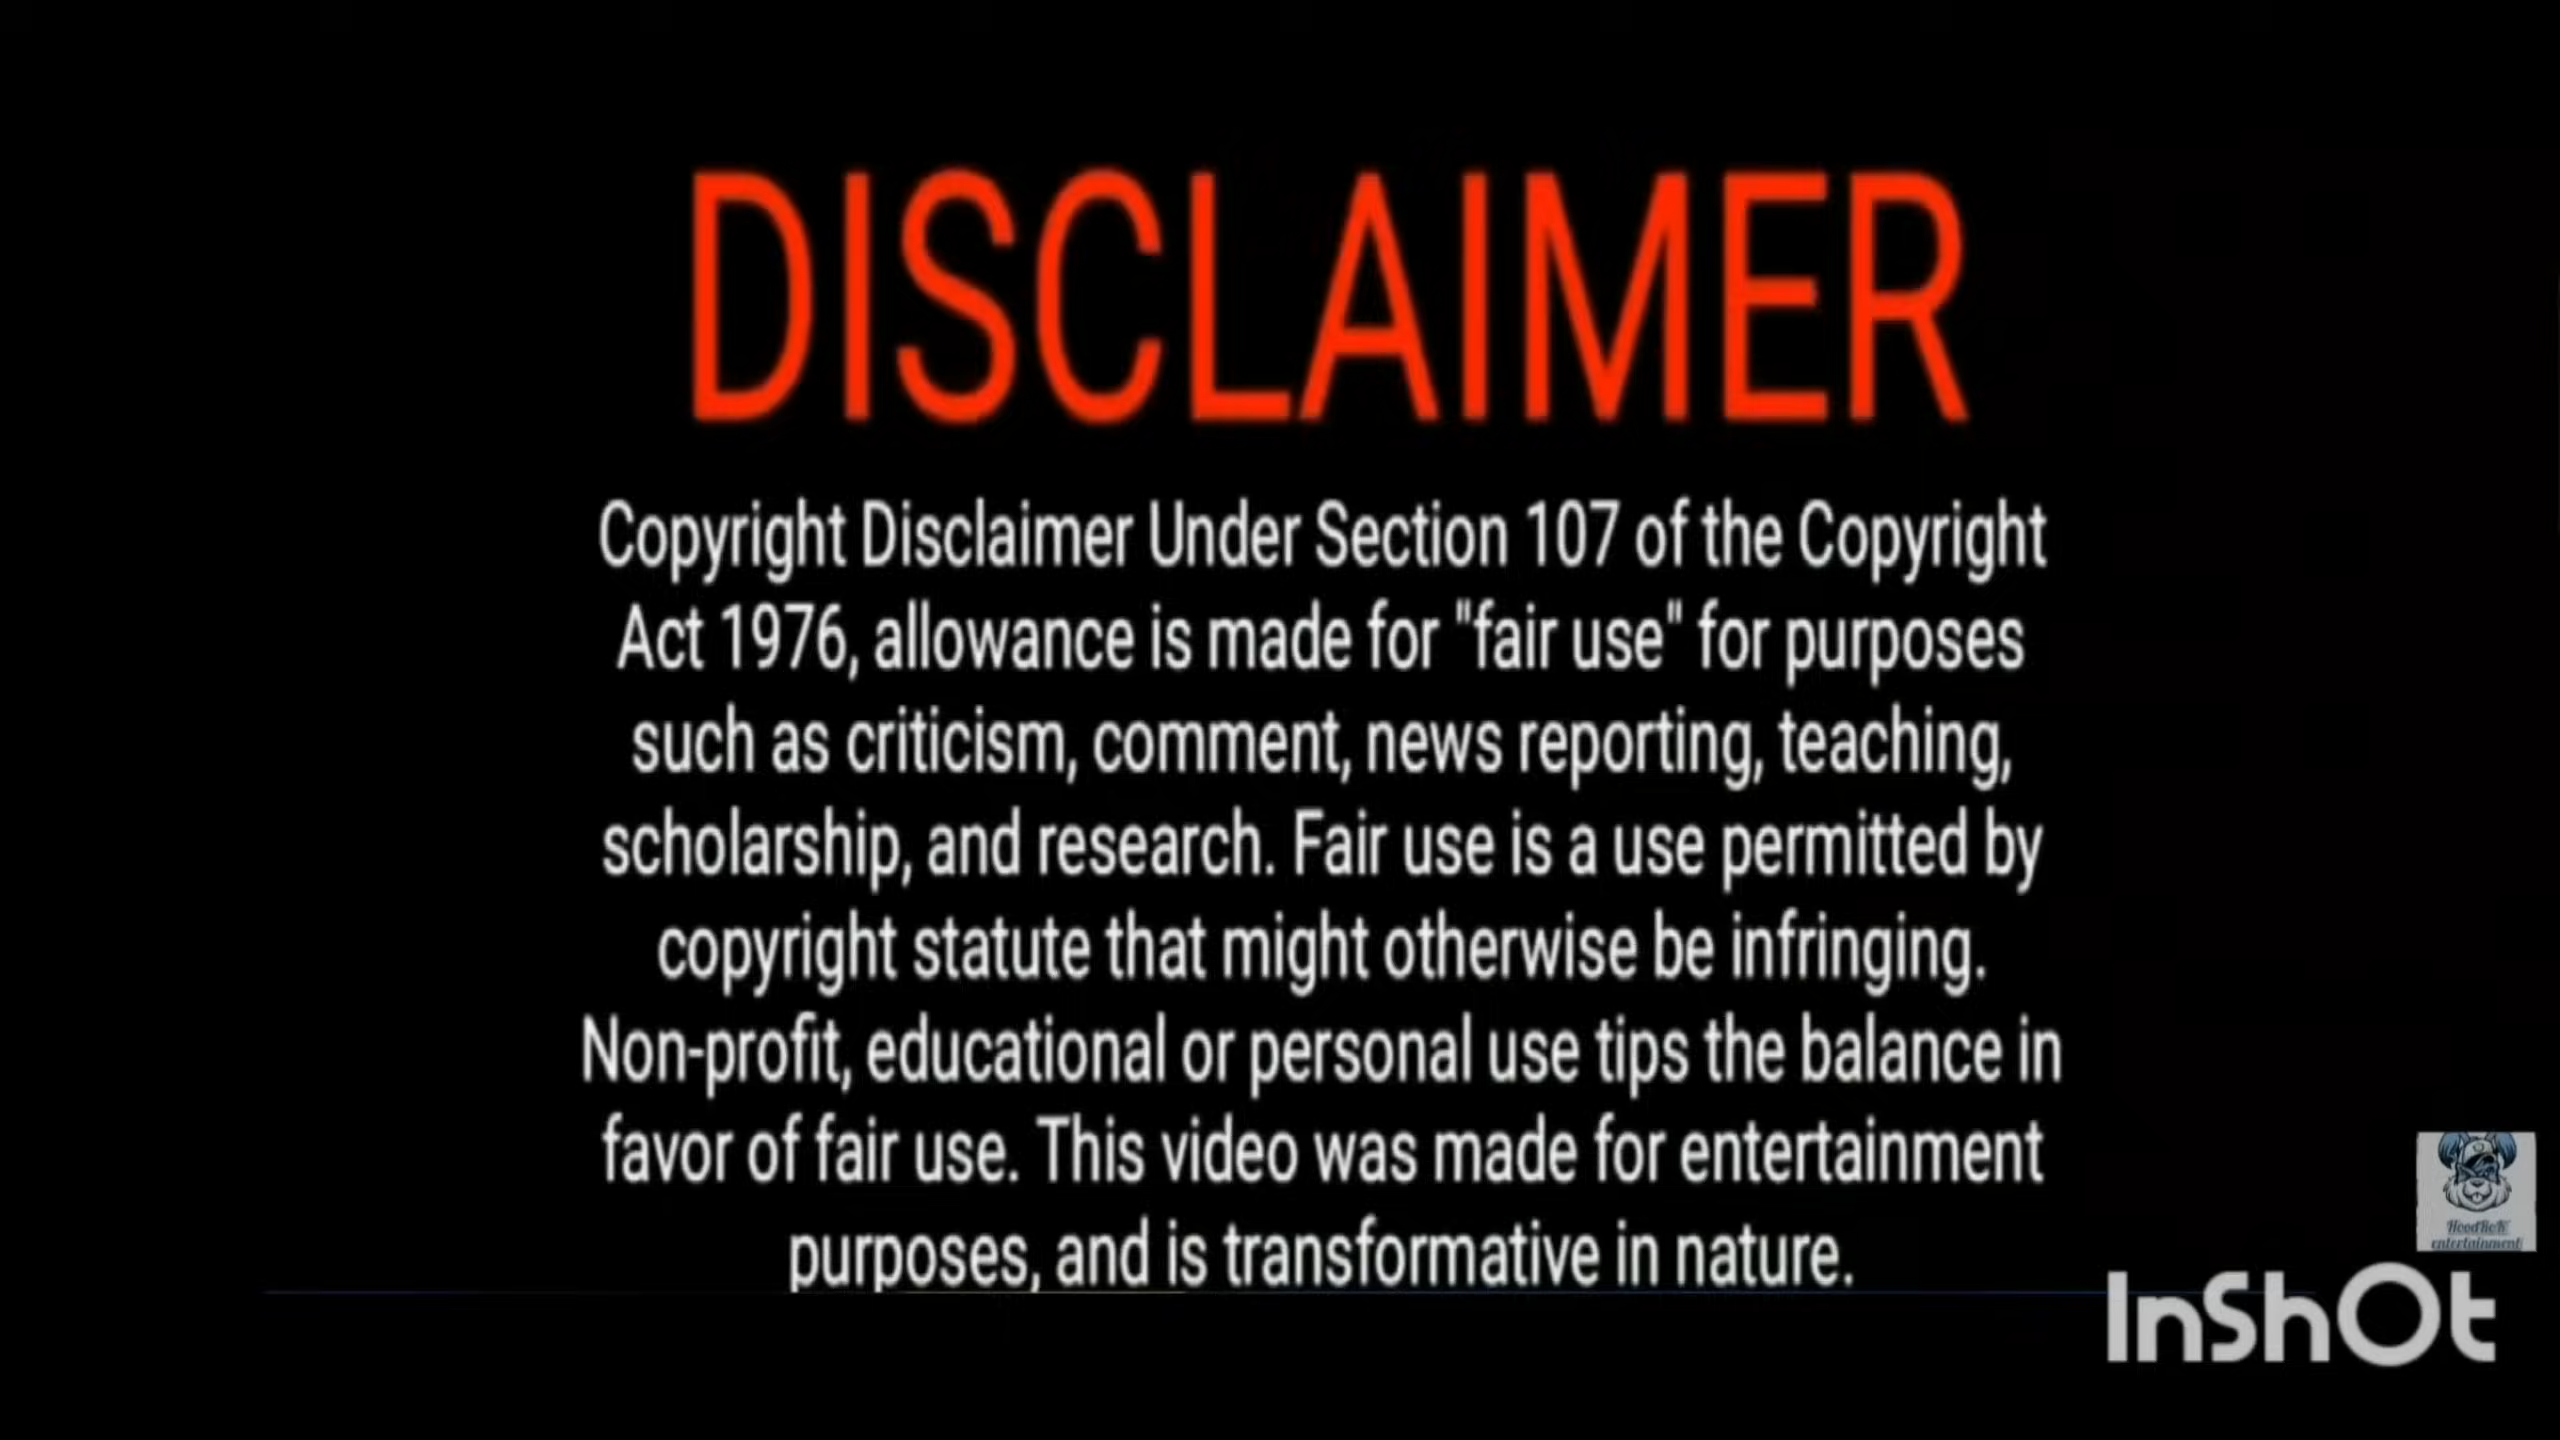 DISCLAIMER
Copyright Disclaimer Under Section 107 of the Copyright
Act 1976, allowance is made for "fair use" for purposes
such as criticism, comment, news reporting, teaching,
scholarship, and research. Fair use is a use permitted by
copyright statute that might otherwise be infringing.
Non-profit, educational or personal use tips the balance in
favor of fair use. This video was made for entertainment
purposes, and is transformative in nature.
entertainment
InShOt